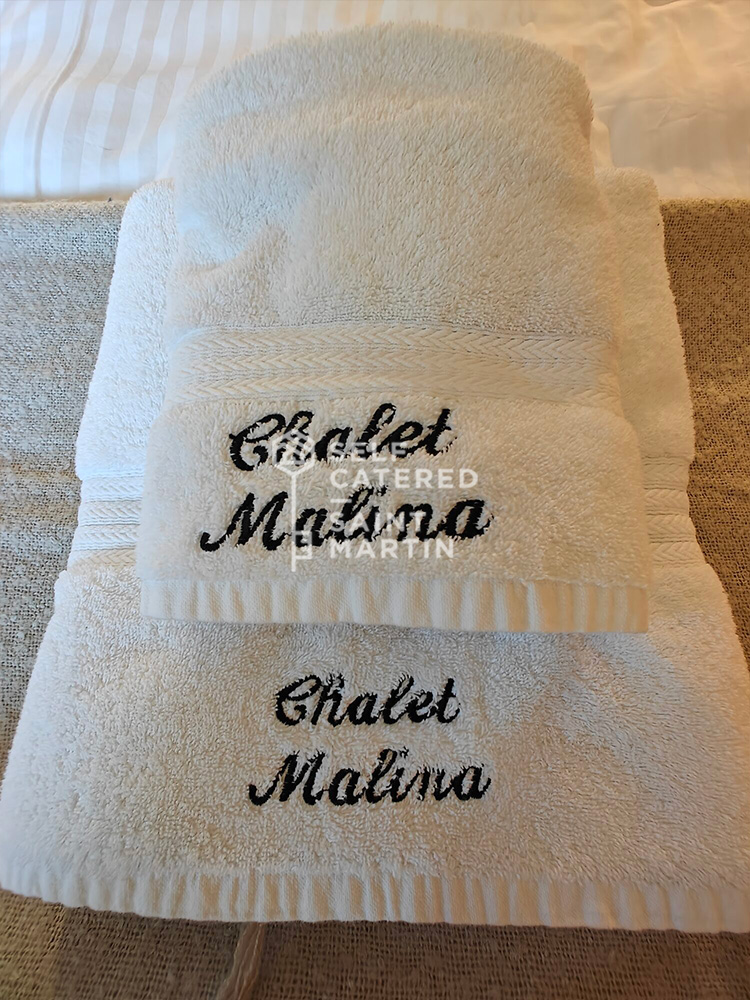 Chalet
Malina
SELF
CATERED
SAINT
MARTIN
Chalet
Malina